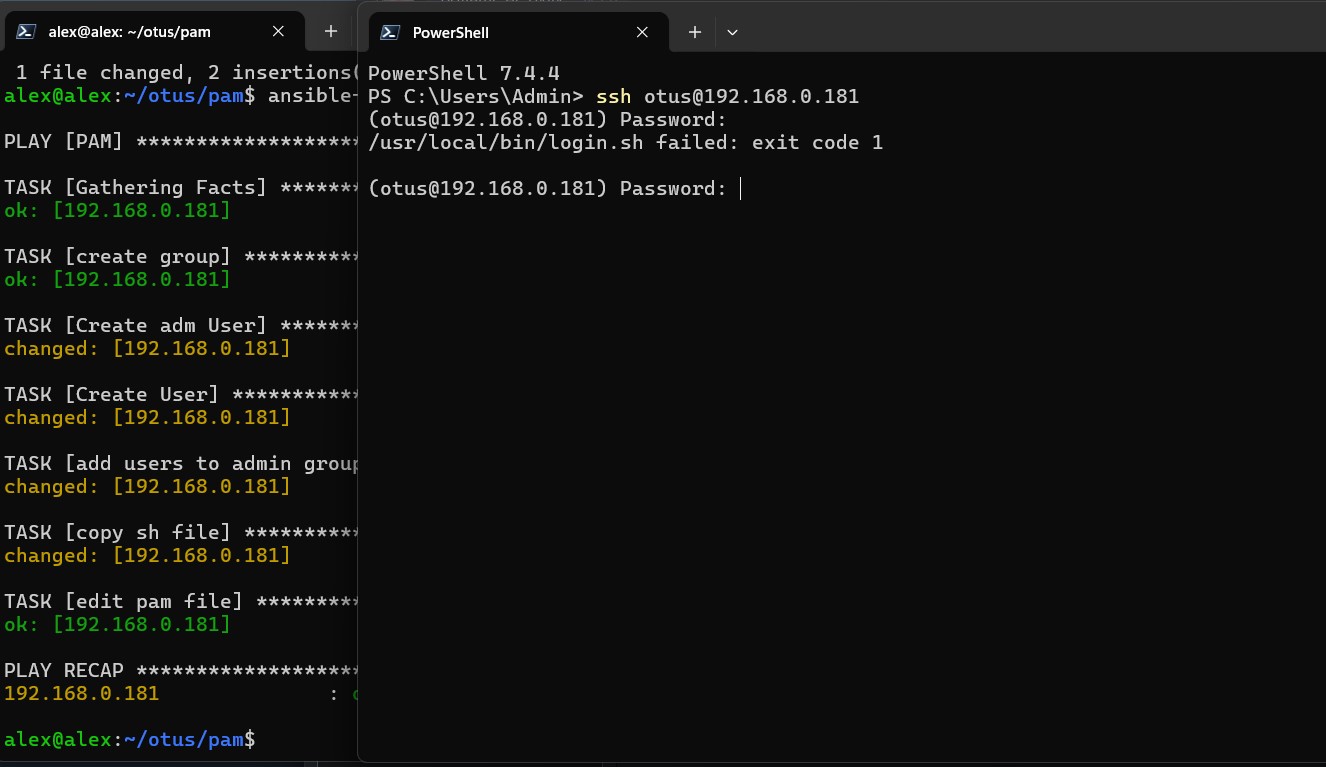 alex@alex: ~/otus/pam
1 file changed, 2 insertions(
alex@alex:~/otus/pam$ ansible-
PLAY [PAM] *******************
TASK [Gathering Facts] *******
ok: [192.168.0.181]
TASK [create group] **********
ok: [192.168.0.181]
TASK [Create adm User] *******
changed: [192.168.0.181]
TASK [Create User] ***********
changed: [192.168.0.181]
TASK [add users to admin group
changed: [192.168.0.181]
TASK [copy sh file] **********
changed: [192.168.0.181]
TASK [edit pam file] *********
ok: [192.168.0.181]
PLAY RECAP *******************
192.168.0.181 :
alex@alex:~/otus/pam$
PowerShell
PowerShell 7.4.4
PS C:\Users\Admin> ssh otus@192.168.0.181
(otus@192.168.0.181) Password:
/usr/local/bin/login.sh failed: exit code 1
(otus@192.168.0.181) Password: